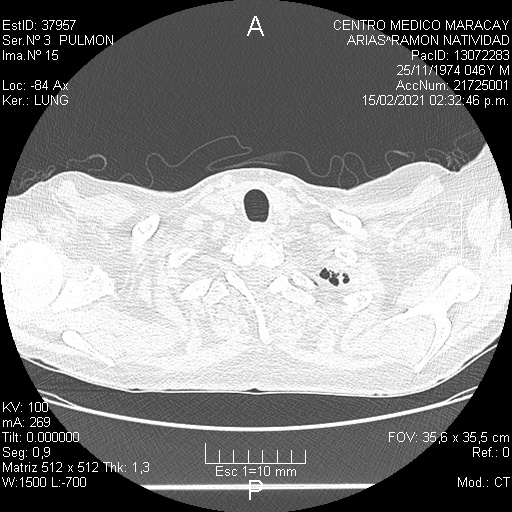 EstID: 37957
Ser.Nº 3 PULMON
Ima.Nº 15
Loc: -84 Ax
Ker.: LUNG
A
CENTRO MEDICO MARACAY
ARIAS^RAMON NATIVIDAD
PacID: 13072283
25/11/1974 046Y M
AccNum: 21725001
15/02/2021 02:32:46 p.m.
KV: 100
mA: 269
Tilt: 0.000000
Seg: 0,9
Matriz 512 x 512 Thk: 1,3
W:1500 L:-700
Esc 1=10 mm
P
FOV: 35,6 x 35,5 cm
Ref.: 0
Mod.: CT